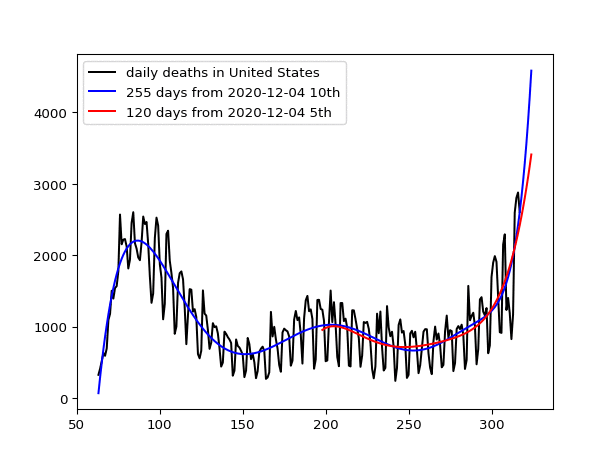 daily deaths in United States
255 days from 2020-12-04 10th
120 days from 2020-12-04 5th
4000
3000
2000
1000
0
50 100 150 200 250 300